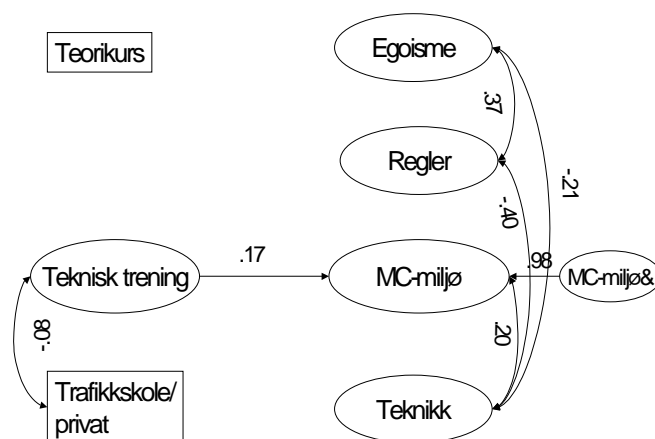 Teorikurs
Egoisme
.37
Regler
-.21
-.40
Teknisk trening
.17
MC-miljø
.98
MC-miljø&
-.08
.20
Trafikkskole/
privat
Teknikk